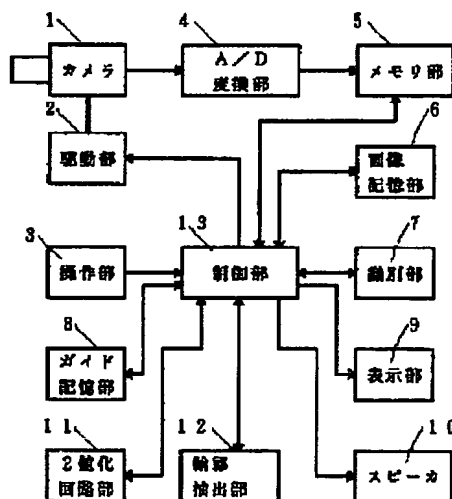 1
カメラ
4
A/D
変換部
5
メモリ部
2
駆動部
6
画像
記憶部
3
操作部
13
制御部
7
識別部
8
ガイド
記憶部
9
表示部
11
2値化
回路部
12
輪郭
検出部
10
スピーカ